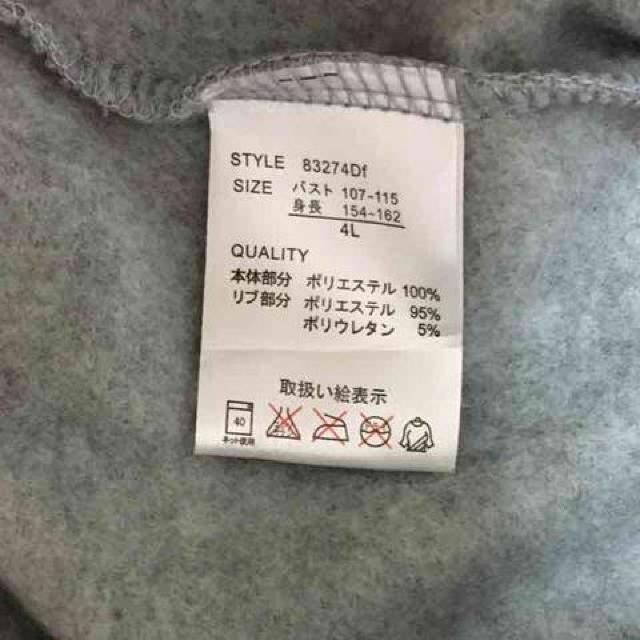 STYLE 83274Df
SIZE バスト 107-115
身長 154-162
4L
QUALITY
本体部分 ポリエステル 100%
リブ部分 ポリエステル 95%
ポリウレタン 5%
取扱い絵表示
40
ネット使用